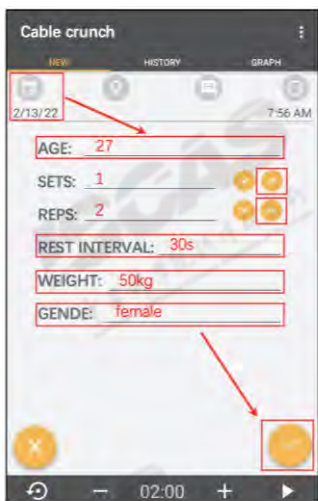 Cable crunch
NEW HISTORY GRAPH
2/13/22 7:56 AM
AGE: 27
SETS: 1
REPS: 2
REST INTERVAL: 30s
WEIGHT: 50kg
GENDE: female
02:00